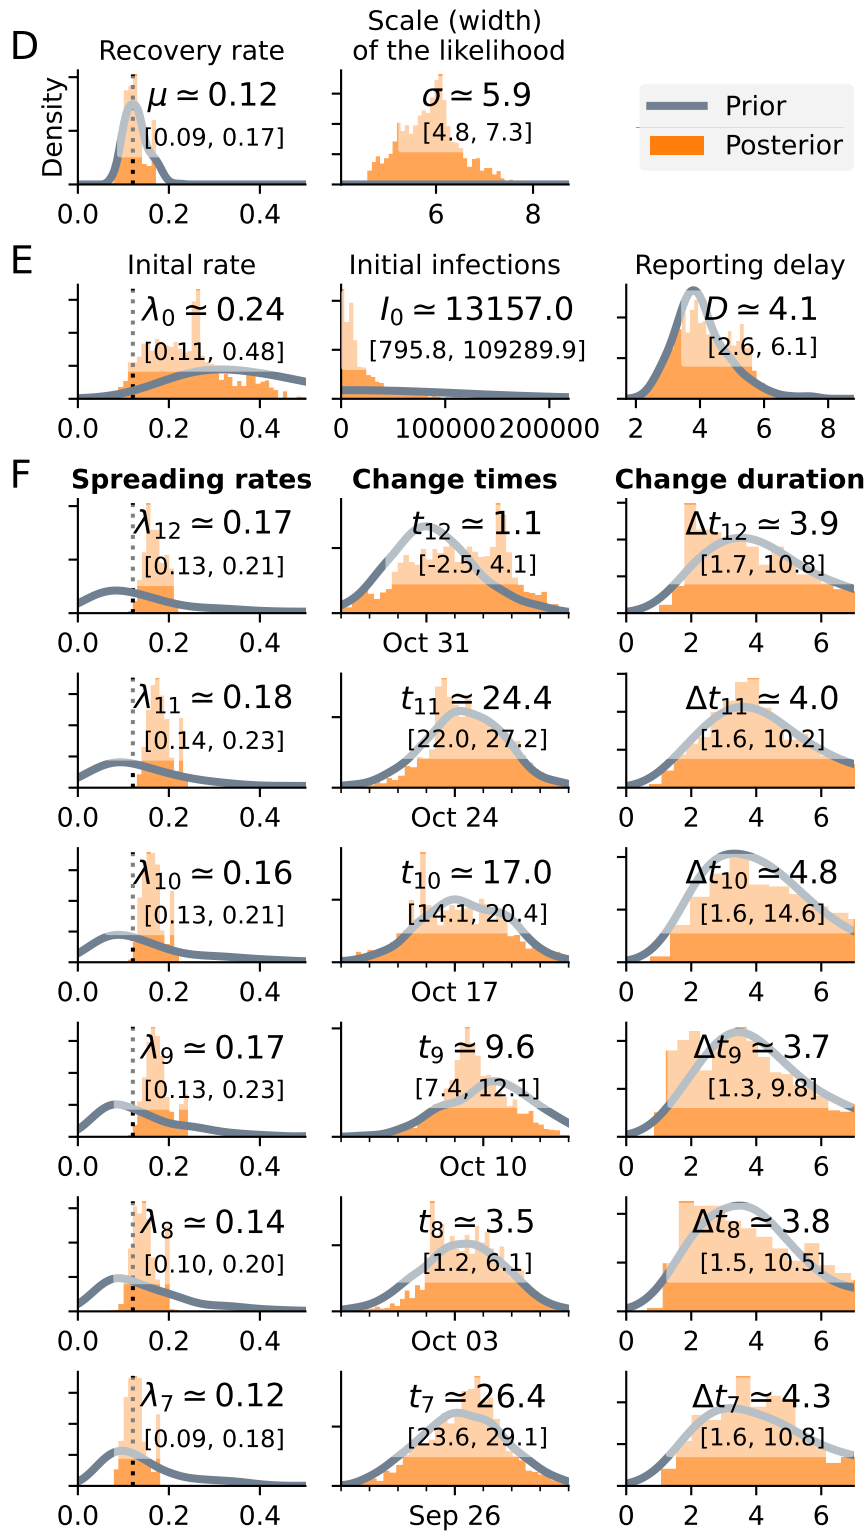 D
Recovery rate
Scale (width)
of the likelihood
Density
μ ≃ 0.12
[0.09, 0.17]
σ ≃ 5.9
[4.8, 7.3]
Prior
Posterior
0.0 0.2 0.4
6 8
E
Inital rate
Initial infections
Reporting delay
λ0 ≃ 0.24
[0.11, 0.48]
I0 ≃ 13157.0
[795.8, 109289.9]
D ≃ 4.1
[2.6, 6.1]
0.0 0.2 0.4
0 100000 200000
2 4 6 8
F
Spreading rates
Change times
Change duration
λ12 ≃ 0.17
[0.13, 0.21]
t12 ≃ 1.1
[-2.5, 4.1]
Δt12 ≃ 3.9
[1.7, 10.8]
0.0 0.2 0.4
Oct 31
0 2 4 6
λ11 ≃ 0.18
[0.14, 0.23]
t11 ≃ 24.4
[22.0, 27.2]
Δt11 ≃ 4.0
[1.6, 10.2]
0.0 0.2 0.4
Oct 24
0 2 4 6
λ10 ≃ 0.16
[0.13, 0.21]
t10 ≃ 17.0
[14.1, 20.4]
Δt10 ≃ 4.8
[1.6, 14.6]
0.0 0.2 0.4
Oct 17
0 2 4 6
λ9 ≃ 0.17
[0.13, 0.23]
t9 ≃ 9.6
[7.4, 12.1]
Δt9 ≃ 3.7
[1.3, 9.8]
0.0 0.2 0.4
Oct 10
0 2 4 6
λ8 ≃ 0.14
[0.10, 0.20]
t8 ≃ 3.5
[1.2, 6.1]
Δt8 ≃ 3.8
[1.5, 10.5]
0.0 0.2 0.4
Oct 03
0 2 4 6
λ7 ≃ 0.12
[0.09, 0.18]
t7 ≃ 26.4
[23.6, 29.1]
Δt7 ≃ 4.3
[1.6, 10.8]
0.0 0.2 0.4
Sep 26
0 2 4 6